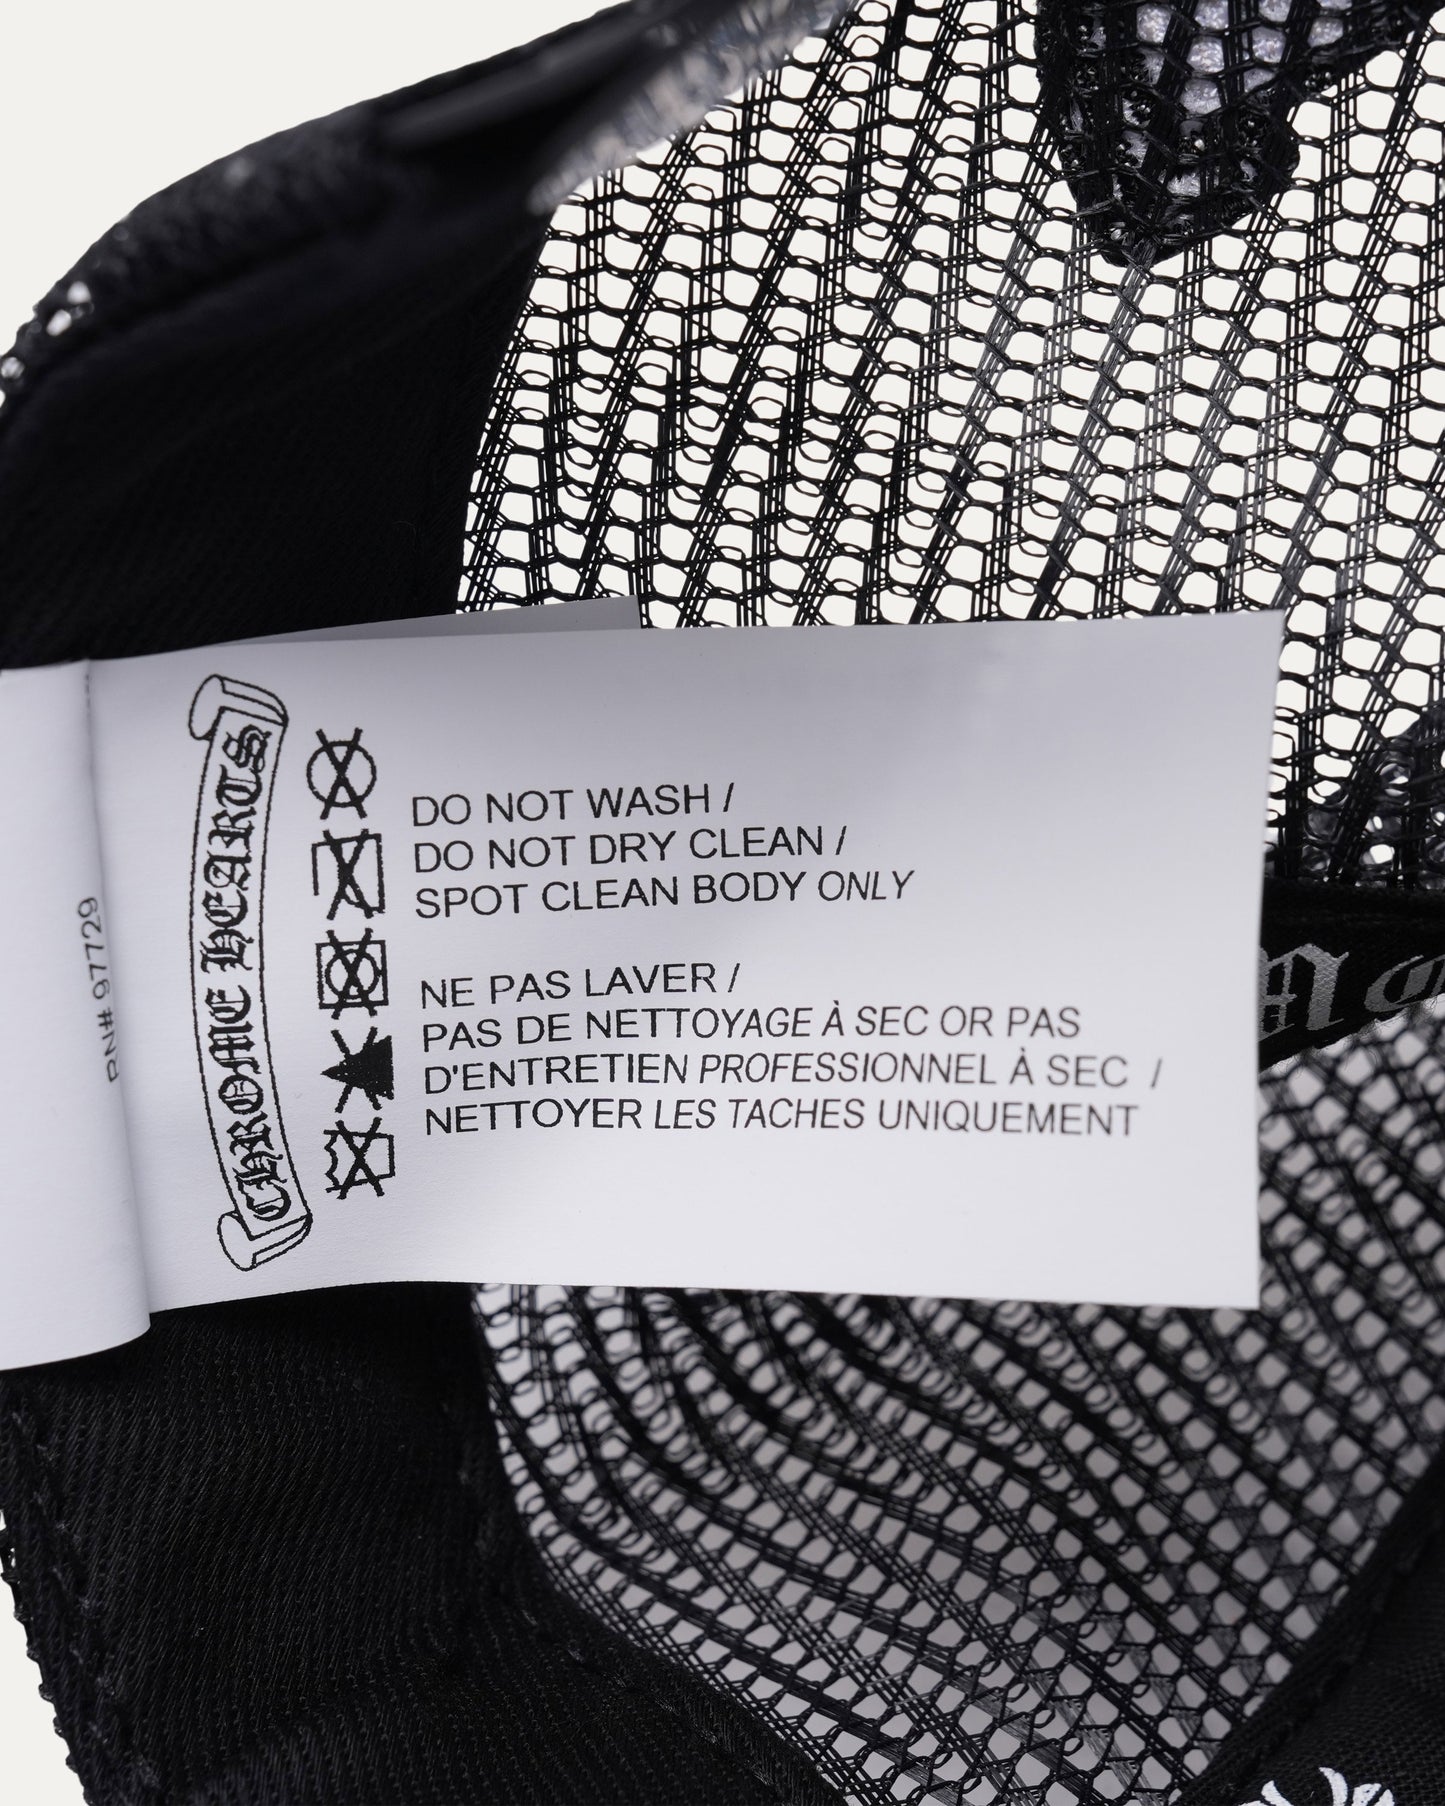 RN# 97729
CHROME HEARTS
DO NOT WASH /
DO NOT DRY CLEAN /
SPOT CLEAN BODY ONLY
NE PAS LAVER /
PAS DE NETTOYAGE À SEC OR PAS
D'ENTRETIEN PROFESSIONNEL À SEC /
NETTOYER LES TACHES UNIQUEMENT